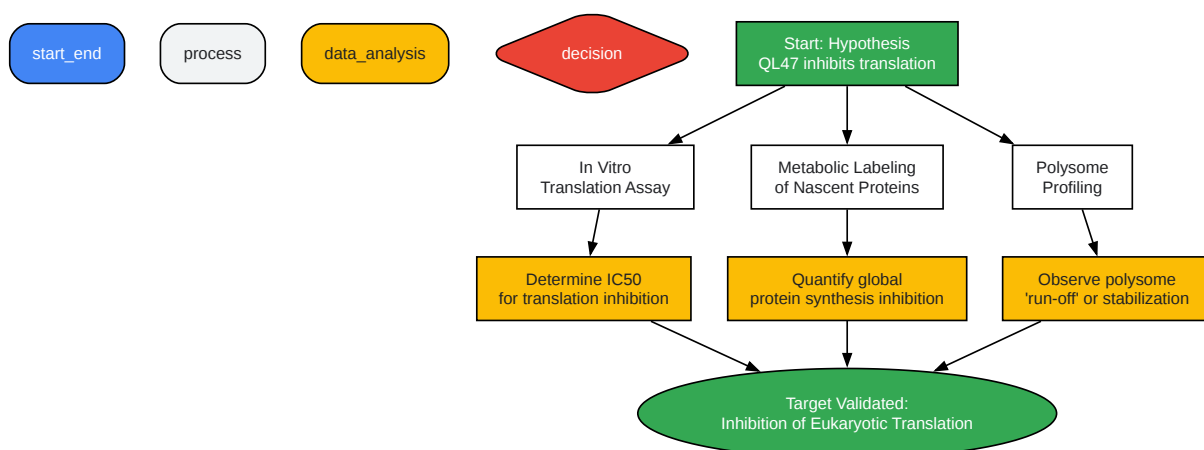 start_end
process
data_analysis
decision
Start: Hypothesis
QL47 inhibits translation
In Vitro
Translation Assay
Metabolic Labeling
of Nascent Proteins
Polysome
Profiling
Determine IC50
for translation inhibition
Quantify global
protein synthesis inhibition
Observe polysome
'run-off' or stabilization
Target Validated:
Inhibition of Eukaryotic Translation